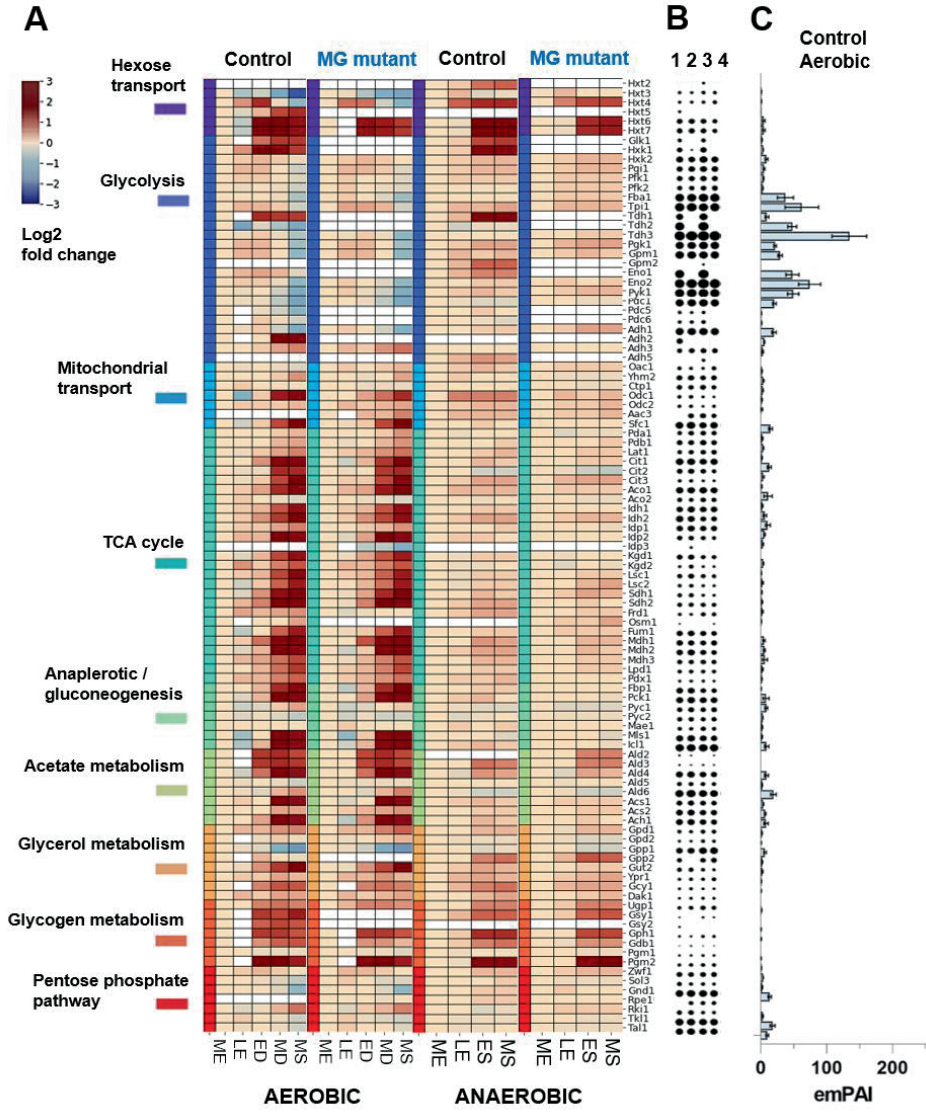 A
B
C
Control
MG mutant
Control
MG mutant
1 2 3 4
Control
Aerobic
Hexose
transport
3
2
1
0
−1
−2
−3
Log2
fold change
Glycolysis
Mitochondrial
transport
TCA cycle
Anaplerotic /
gluconeogenesis
Acetate metabolism
Glycerol metabolism
Glycogen metabolism
Pentose phosphate
pathway
Hxt2
Hxt3
Hxt4
Hxt5
Hxt6
Hxt7
Glk1
Hxk1
Hxk2
Pgi1
Pfk1
Pfk2
Fba1
Tpi1
Tdh1
Tdh2
Tdh3
Pgk1
Gpm1
Gpm2
Eno1
Eno2
Pyk1
Pdc1
Pdc5
Pdc6
Adh1
Adh2
Adh3
Adh5
Oac1
Yhm2
Ctp1
Odc1
Odc2
Aac3
Sfc1
Pda1
Pdb1
Lat1
Cit1
Cit2
Cit3
Aco1
Aco2
Idh1
Idh2
Idp1
Idp2
Idp3
Kgd1
Kgd2
Lsc1
Lsc2
Sdh1
Sdh2
Frd1
Osm1
Fum1
Mdh1
Mdh2
Mdh3
Lpd1
Pdx1
Fbp1
Pck1
Pyc1
Pyc2
Mae1
Mls1
Icl1
Ald2
Ald3
Ald4
Ald5
Ald6
Acs1
Acs2
Ach1
Gpd1
Gpd2
Gpp1
Gpp2
Gut2
Ypr1
Gcy1
Dak1
Ugp1
Gsy1
Gsy2
Gph1
Gdb1
Pgm1
Pgm2
Zwf1
Sol3
Gnd1
Rpe1
Rki1
Tkl1
Tal1
ME
LE
ED
MD
MS
ME
LE
ED
MD
MS
ME
LE
ES
MS
ME
LE
ES
MS
AEROBIC
ANAEROBIC
0
100
200
emPAI